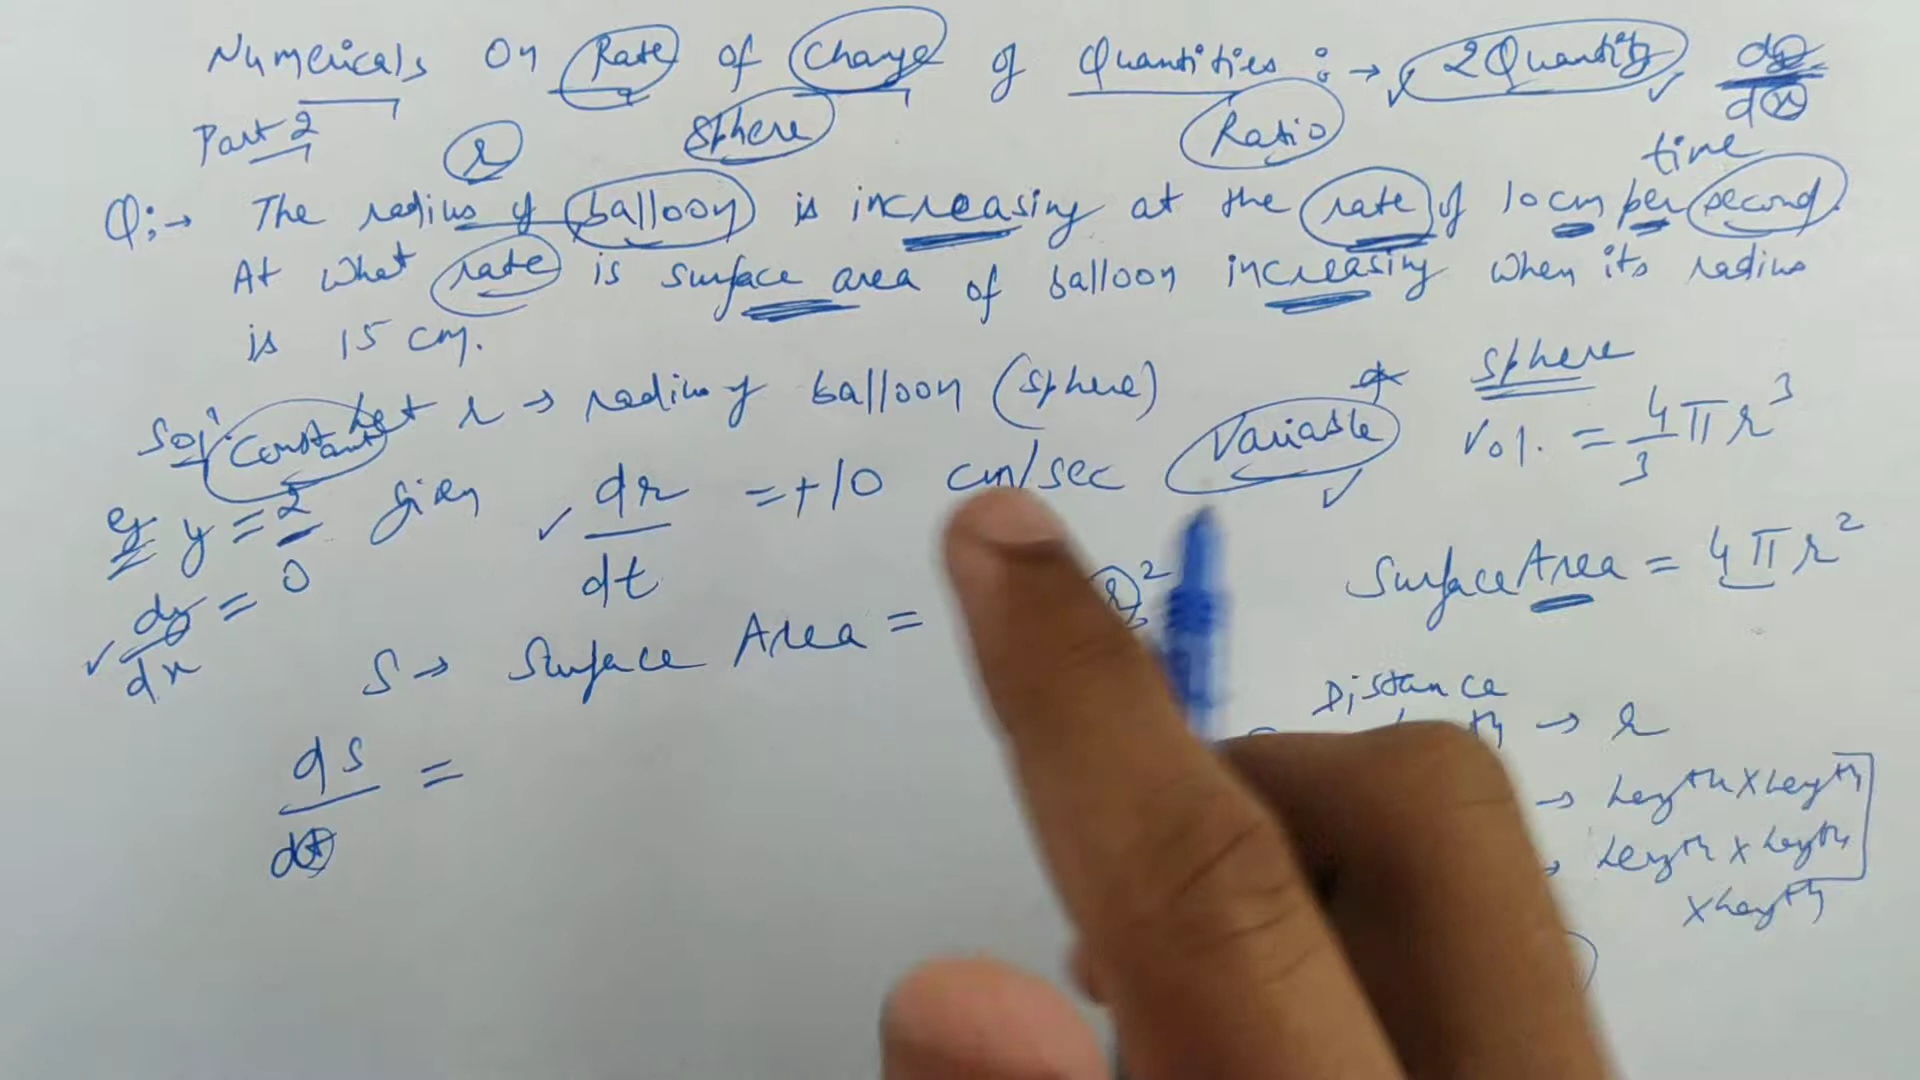 Numericals On Rate of Change of Quantities :→ 2 Quantity dy/dx
Part 2 r Sphere Ratio time
Q:→ The radius of balloon is increasing at the rate of 10 cm per second.
At what rate is surface area of balloon increasing when its radius
is 15 cm.
Sol. Let r → radius of balloon (sphere)
Constant
Variable
* Sphere
Vol. = 4/3 π r³
given dr/dt = +10 cm/sec
eg y = 2
dy/dx = 0
Surface Area = 4 π r²
S → Surface Area = r²
ds/dt =
Distance
→ r
→ Length X Length
Length X Length
X Length